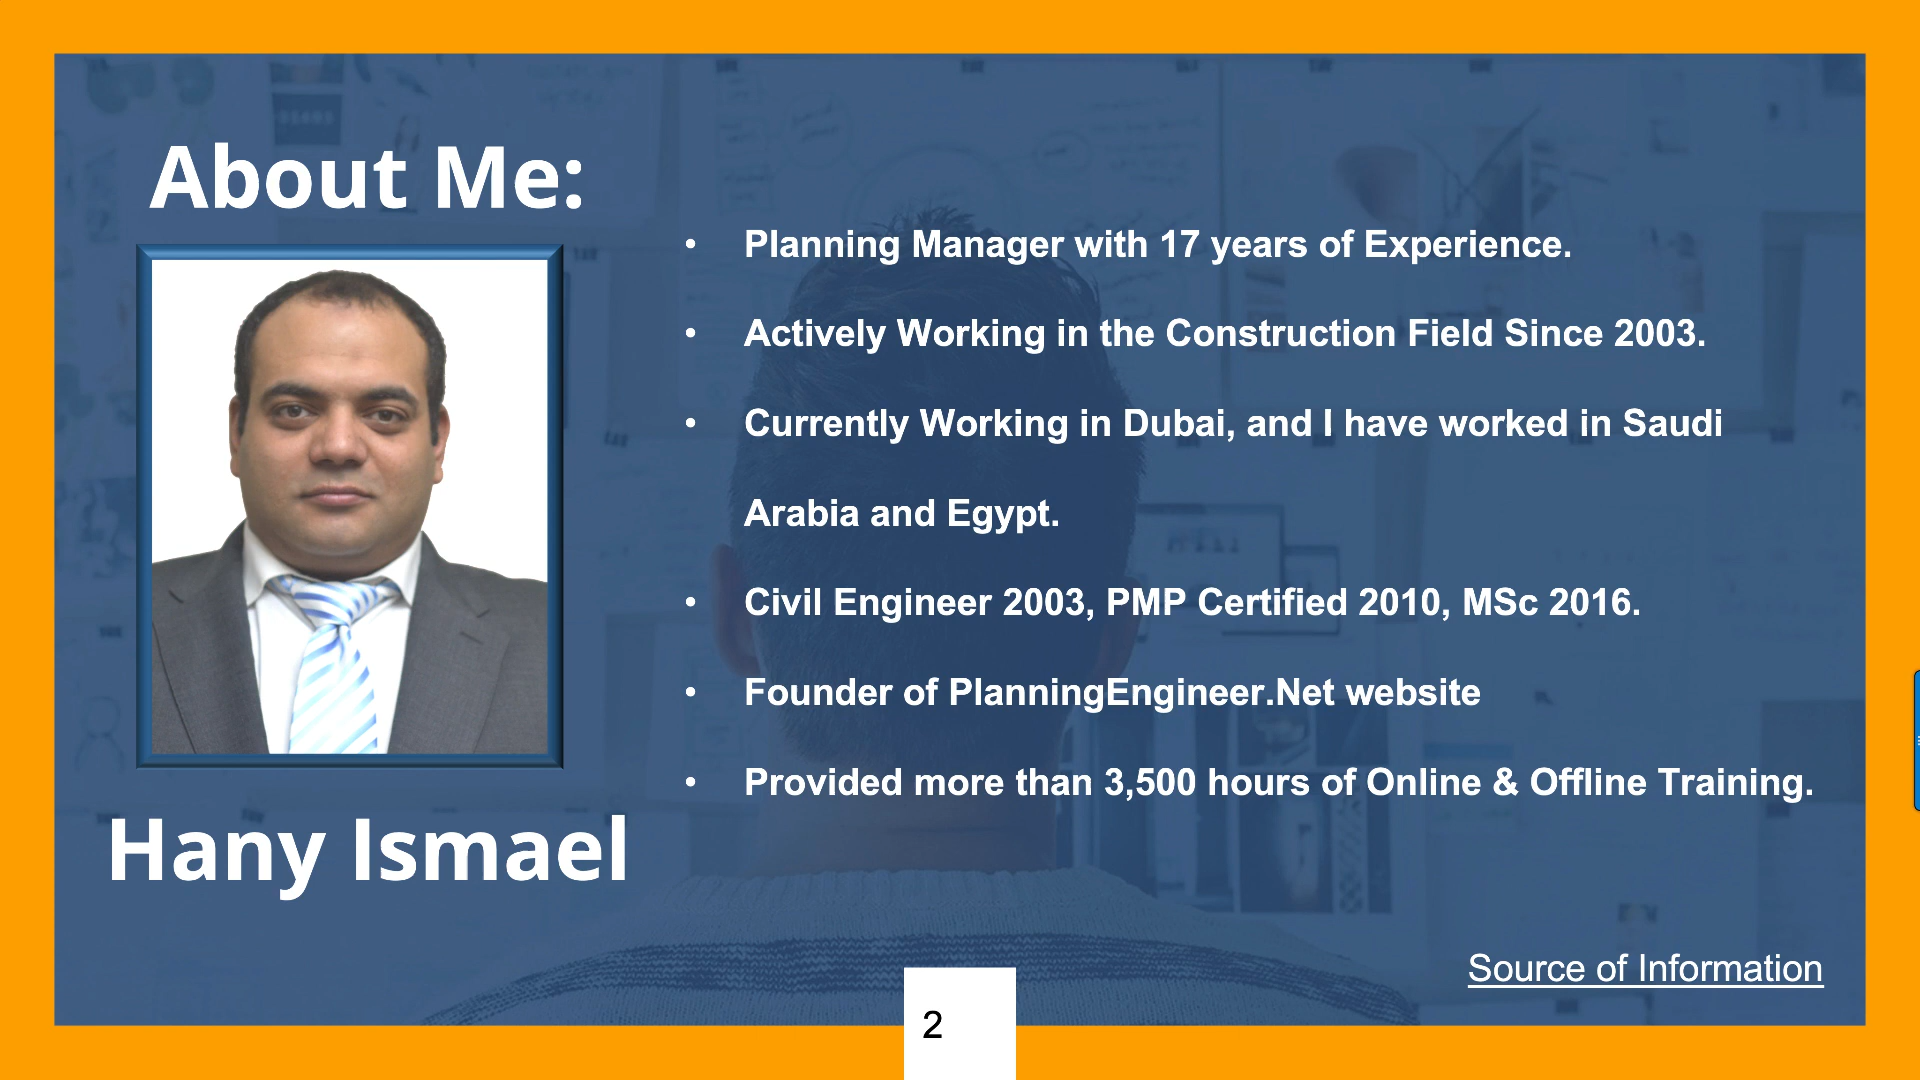 About Me:
• Planning Manager with 17 years of Experience.
• Actively Working in the Construction Field Since 2003.
• Currently Working in Dubai, and I have worked in Saudi
Arabia and Egypt.
• Civil Engineer 2003, PMP Certified 2010, MSc 2016.
• Founder of PlanningEngineer.Net website
• Provided more than 3,500 hours of Online & Offline Training.
Hany Ismael
Source of Information
2